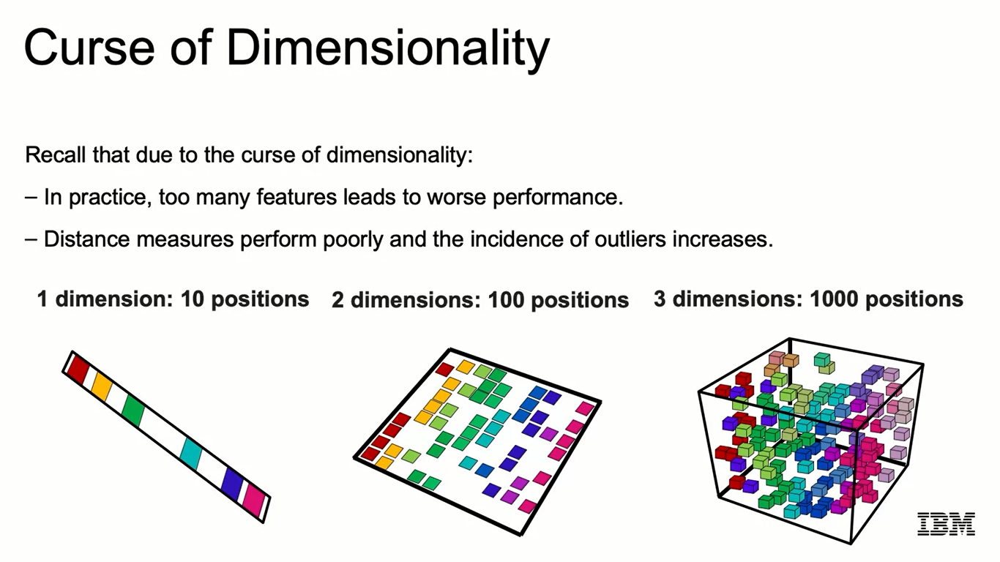 Curse of Dimensionality
Recall that due to the curse of dimensionality:
– In practice, too many features leads to worse performance.
– Distance measures perform poorly and the incidence of outliers increases.
1 dimension: 10 positions
2 dimensions: 100 positions
3 dimensions: 1000 positions
IBM